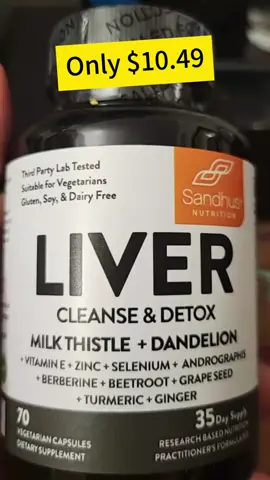 Only $10.49
Third Party Lab Tested
Suitable for Vegetarians
Gluten, Soy, & Dairy Free
Sandhus
NUTRITION
LIVER
CLEANSE & DETOX
MILK THISTLE + DANDELION
+ VITAMIN E + ZINC + SELENIUM + ANDROGRAPHIS
+ BERBERINE + BEETROOT + GRAPE SEED
+ TURMERIC + GINGER
70
VEGETARIAN CAPSULES
DIETARY SUPPLEMENT
35 Day Supply
RESEARCH BASED NUTRITION
PRACTITIONER'S